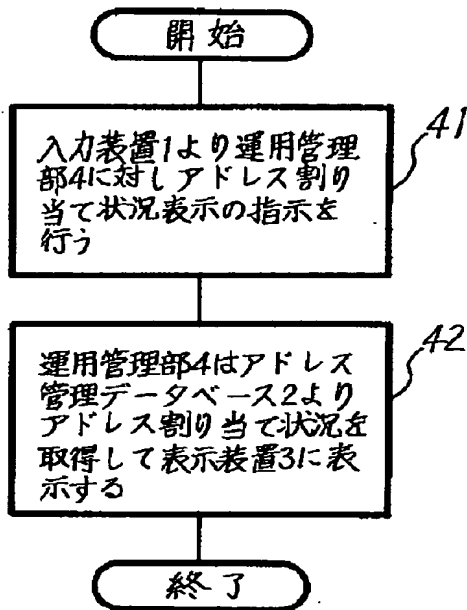 開始
41
入力装置1より運用管理
部4に対しアドレス割り
当て状況表示の指示を
行う
42
運用管理部4はアドレス
管理データベース2より
アドレス割り当て状況を
取得して表示装置3に表
示する
終了